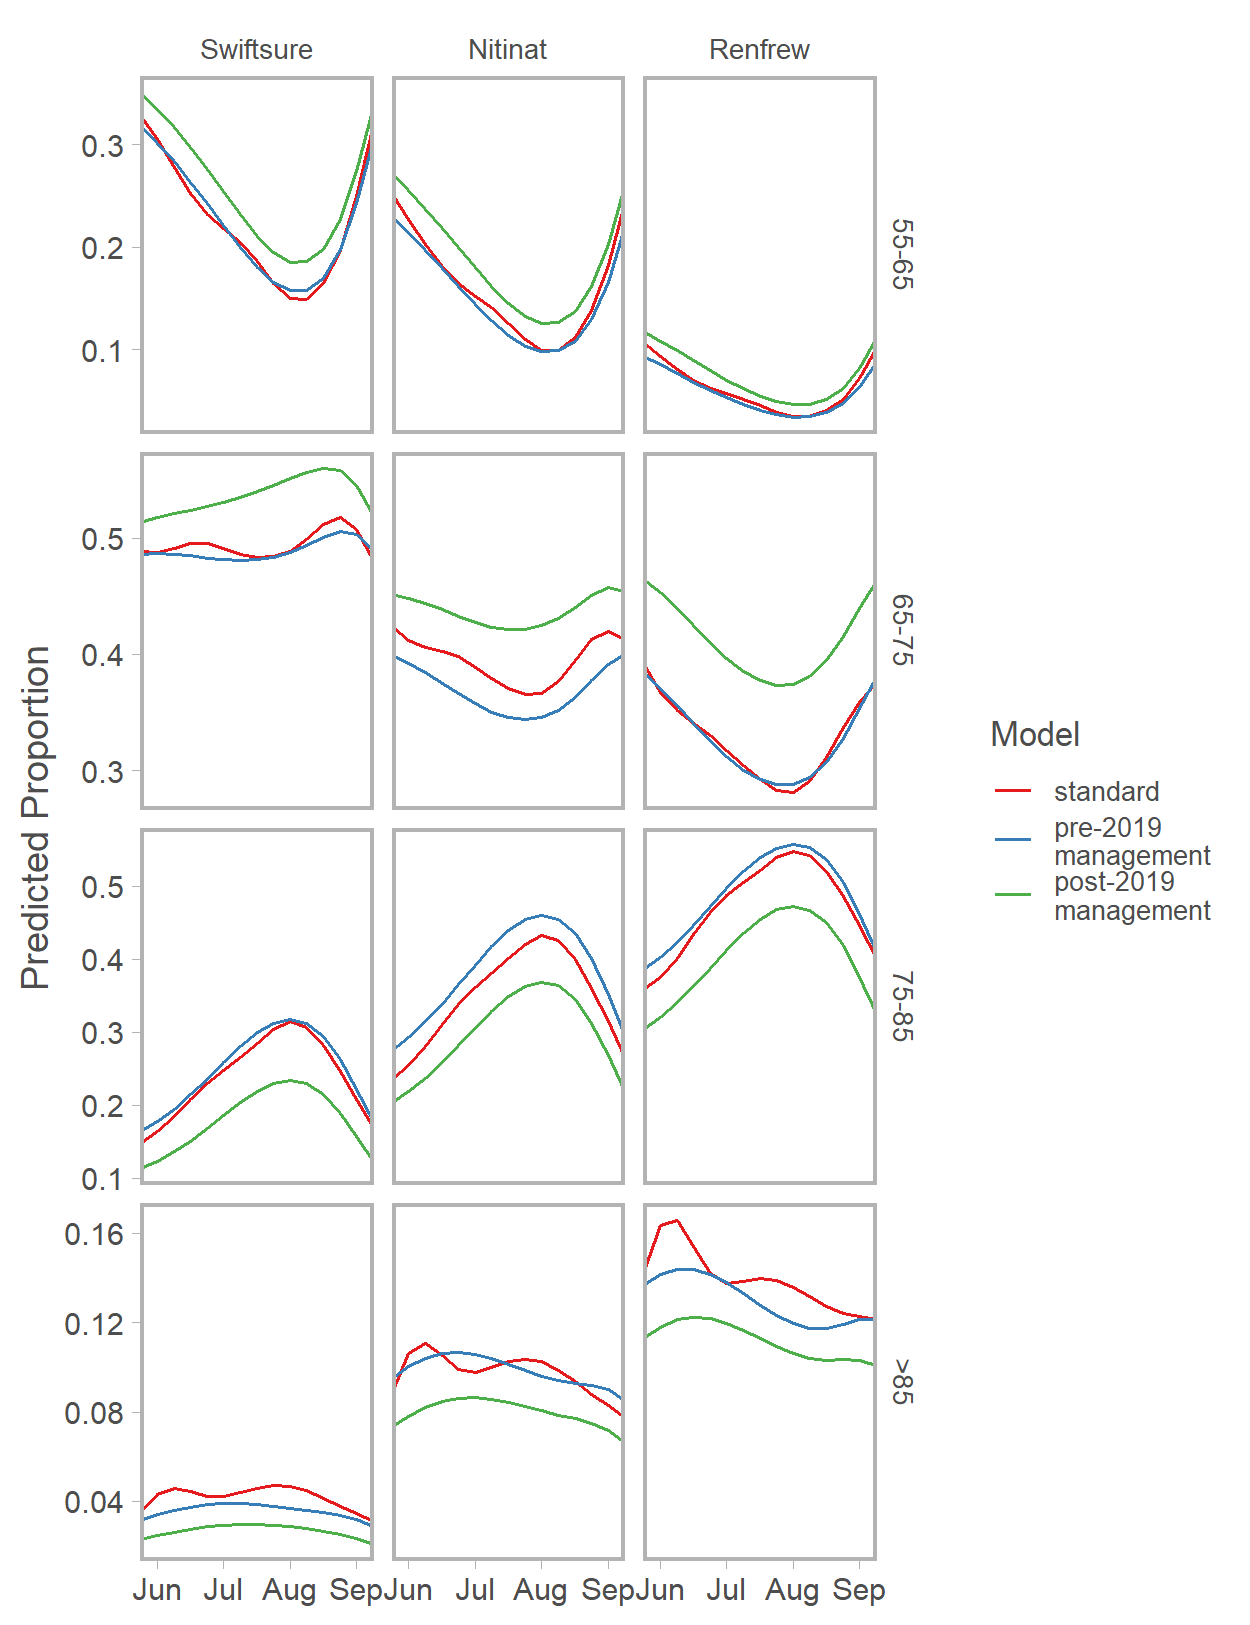 Swiftsure Nitinat Renfrew
0.3
0.2
0.1
55-65
0.5
0.4
0.3
65-75
0.5
0.4
0.3
0.2
0.1
75-85
0.16
0.12
0.08
0.04
>85
Jun Jul Aug Sep Jun Jul Aug Sep Jun Jul Aug Sep
Predicted Proportion
Model
standard
pre-2019
management
post-2019
management